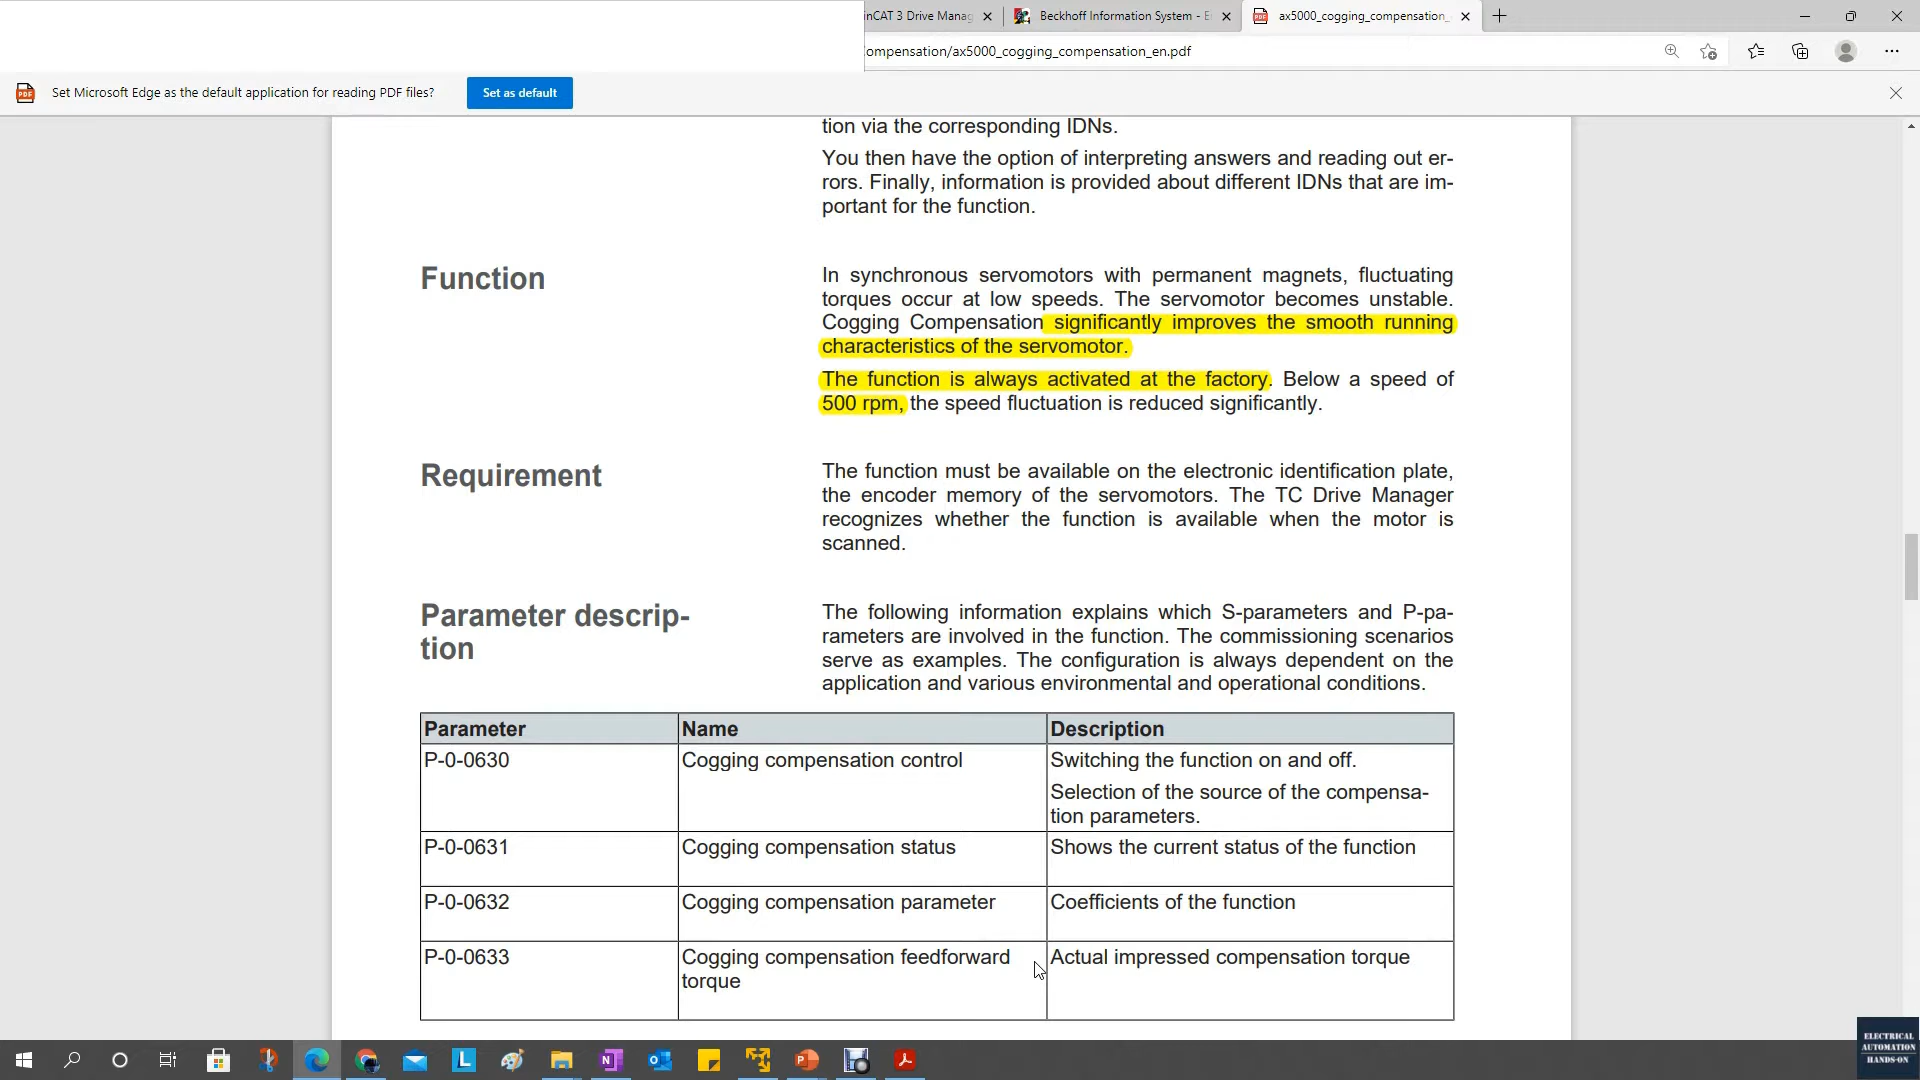 inCAT 3 Drive Manag
Beckhoff Information System - E
ax5000_cogging_compensation_
ompensation/ax5000_cogging_compensation_en.pdf
Set Microsoft Edge as the default application for reading PDF files?
Set as default
tion via the corresponding IDNs.
You then have the option of interpreting answers and reading out er-
rors. Finally, information is provided about different IDNs that are im-
portant for the function.
Function
In synchronous servomotors with permanent magnets, fluctuating
torques occur at low speeds. The servomotor becomes unstable.
Cogging Compensation significantly improves the smooth running
characteristics of the servomotor.
The function is always activated at the factory. Below a speed of
500 rpm, the speed fluctuation is reduced significantly.
Requirement
The function must be available on the electronic identification plate,
the encoder memory of the servomotors. The TC Drive Manager
recognizes whether the function is available when the motor is
scanned.
Parameter descrip-
tion
The following information explains which S-parameters and P-pa-
rameters are involved in the function. The commissioning scenarios
serve as examples. The configuration is always dependent on the
application and various environmental and operational conditions.
Parameter Name Description
P-0-0630 Cogging compensation control Switching the function on and off.
Selection of the source of the compensa-
tion parameters.
P-0-0631 Cogging compensation status Shows the current status of the function
P-0-0632 Cogging compensation parameter Coefficients of the function
P-0-0633 Cogging compensation feedforward Actual impressed compensation torque
torque
ELECTRICAL
AUTOMATION
HANDS-ON